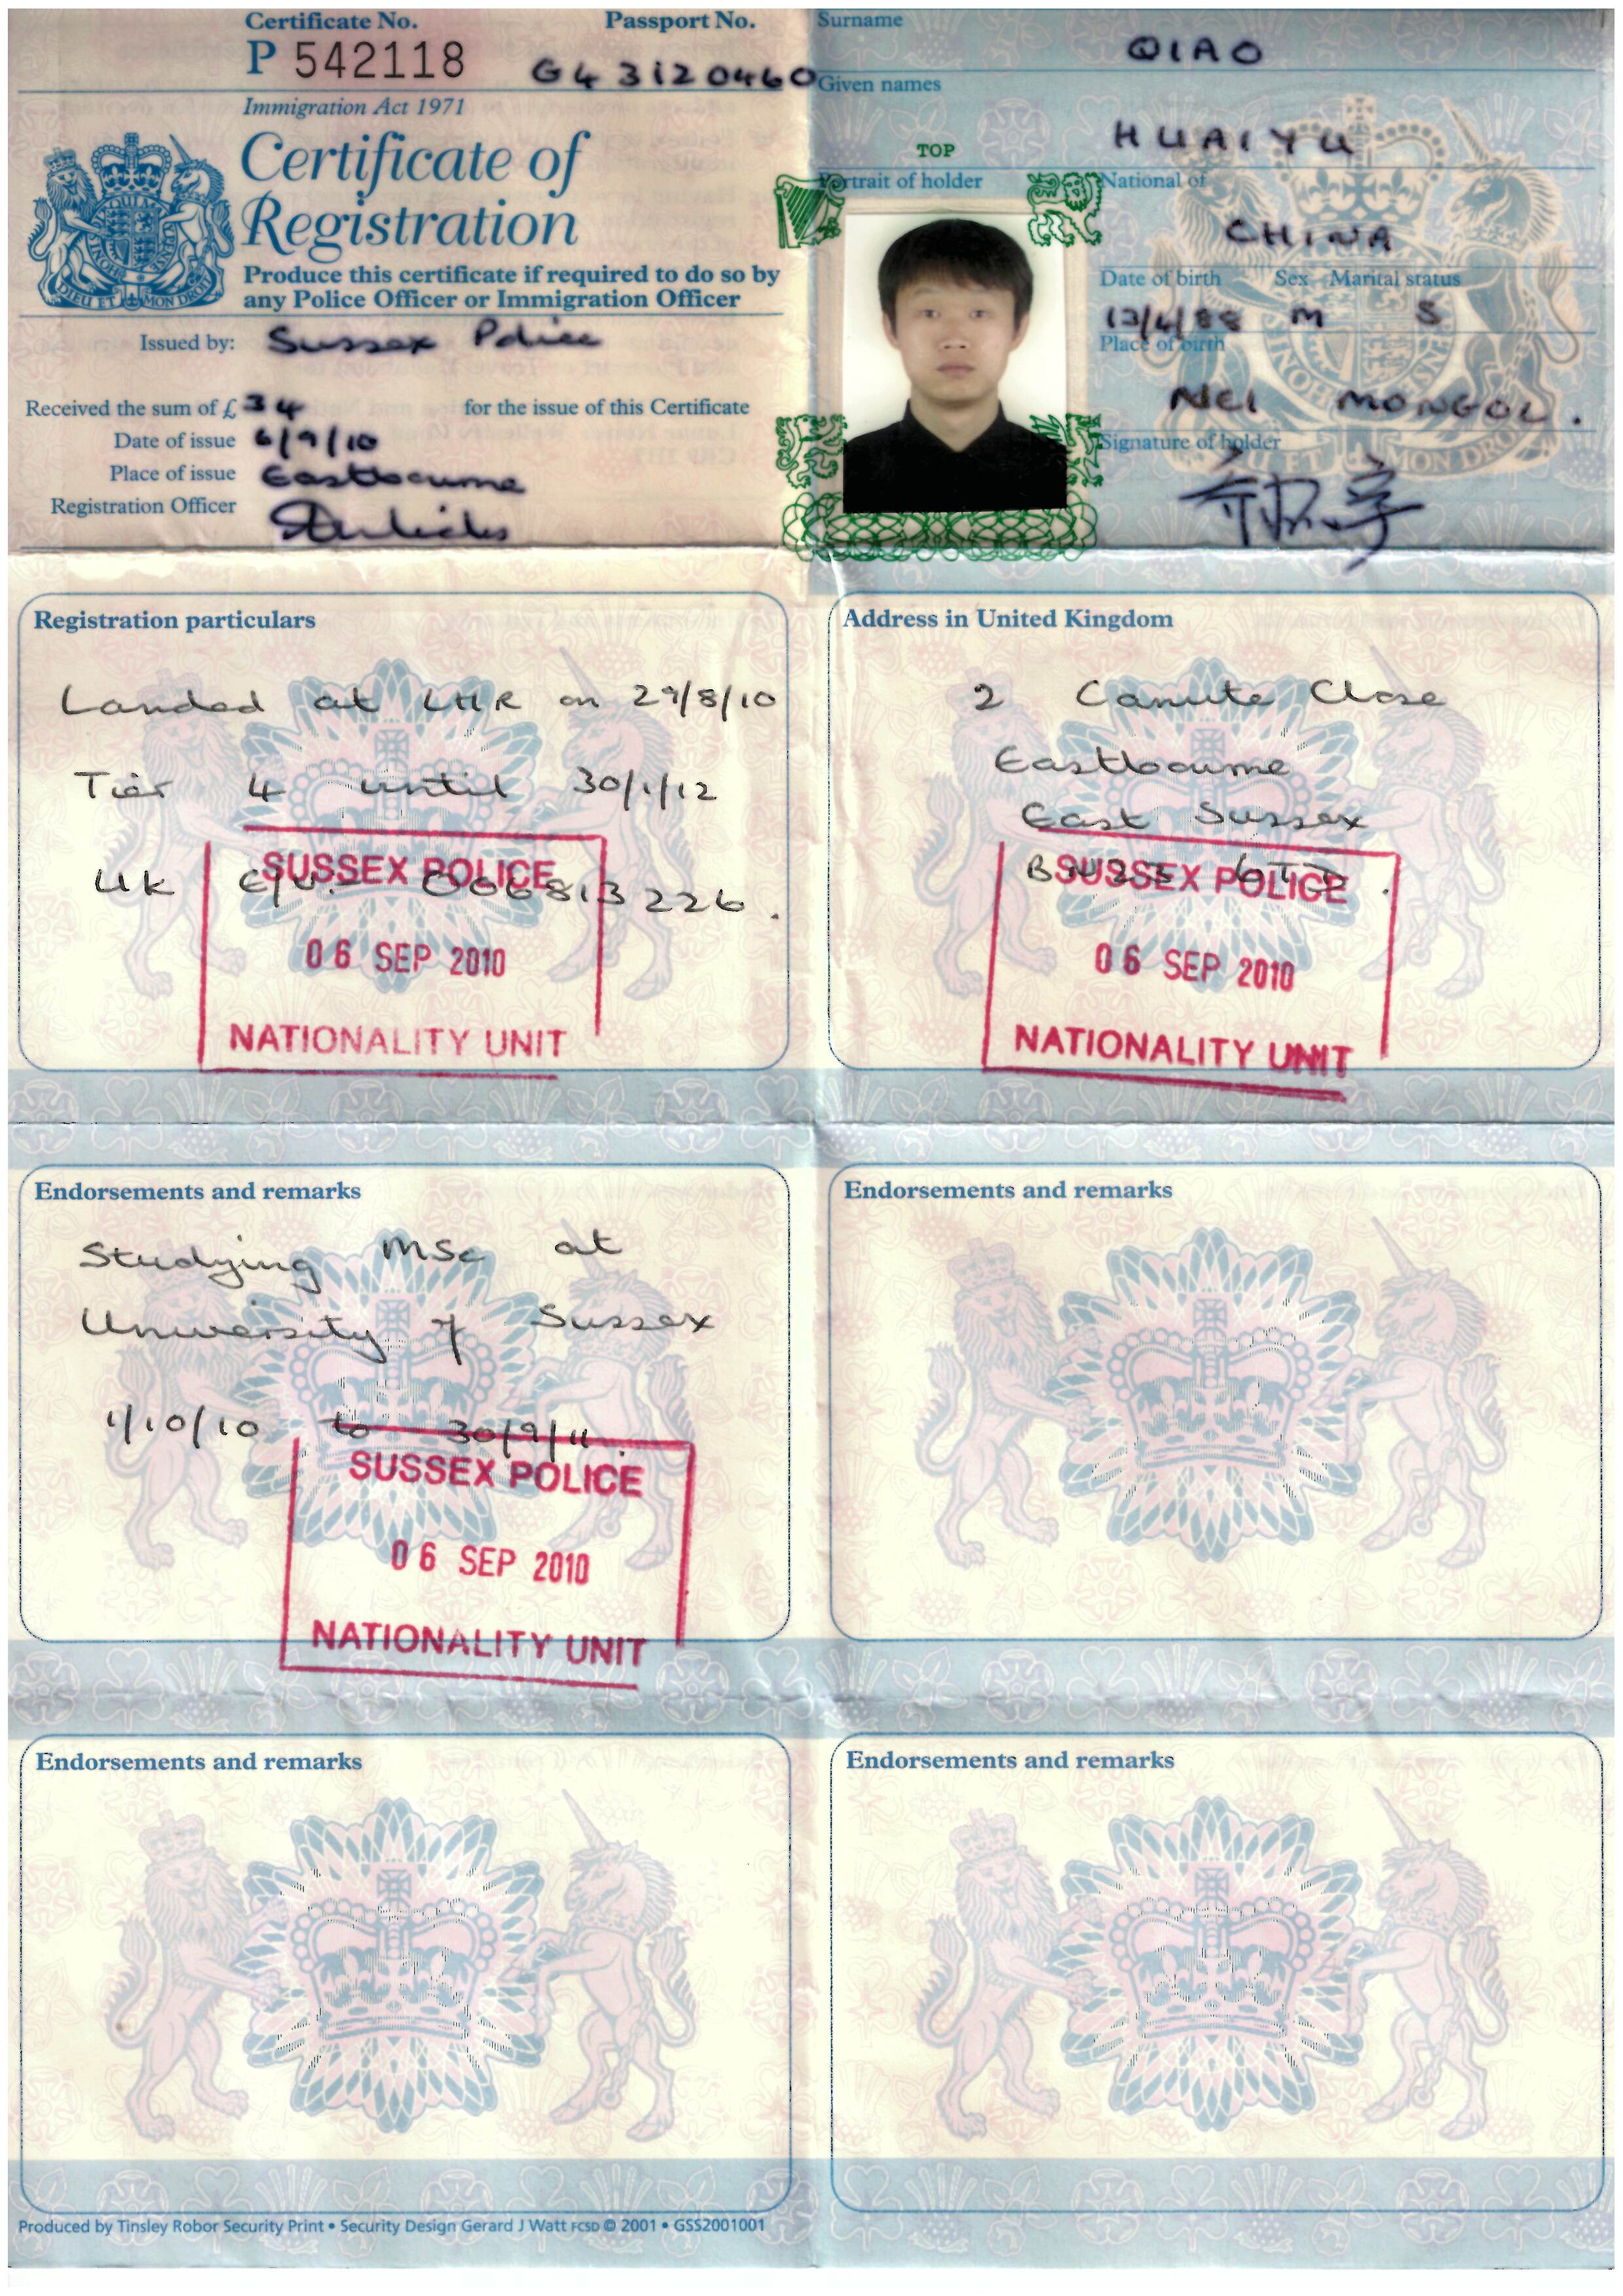 Certificate No.
Passport No.
P 542118
G43120460
Immigration Act 1971
Certificate of
Registration
Produce this certificate if required to do so by
any Police Officer or Immigration Officer
DIEU ET MON DROIT
Issued by: Sussex Police
Received the sum of £ 34 for the issue of this Certificate
Date of issue 6/9/10
Place of issue Eastbourne
Registration Officer
Surname
QIAO
Given names
HUAIYU
TOP
Portrait of holder
National of
CHINA
Date of birth Sex Marital status
13/4/88 M S
Place of birth
NEI MONGOL.
Signature of holder
Registration particulars
Landed at LHR on 29/8/10
Tier 4 until 30/1/12
UK E/V:- 006813226.
SUSSEX POLICE
06 SEP 2010
NATIONALITY UNIT
Address in United Kingdom
2 Canute Close
Eastbourne
East Sussex
SUSSEX POLICE
06 SEP 2010
NATIONALITY UNIT
Endorsements and remarks
Studying MSc at
University of Sussex
1/10/10 to 30/9/11.
SUSSEX POLICE
06 SEP 2010
NATIONALITY UNIT
Endorsements and remarks
Endorsements and remarks
Endorsements and remarks
Produced by Tinsley Robor Security Print • Security Design Gerard J Watt FCSD © 2001 • GSS2001001